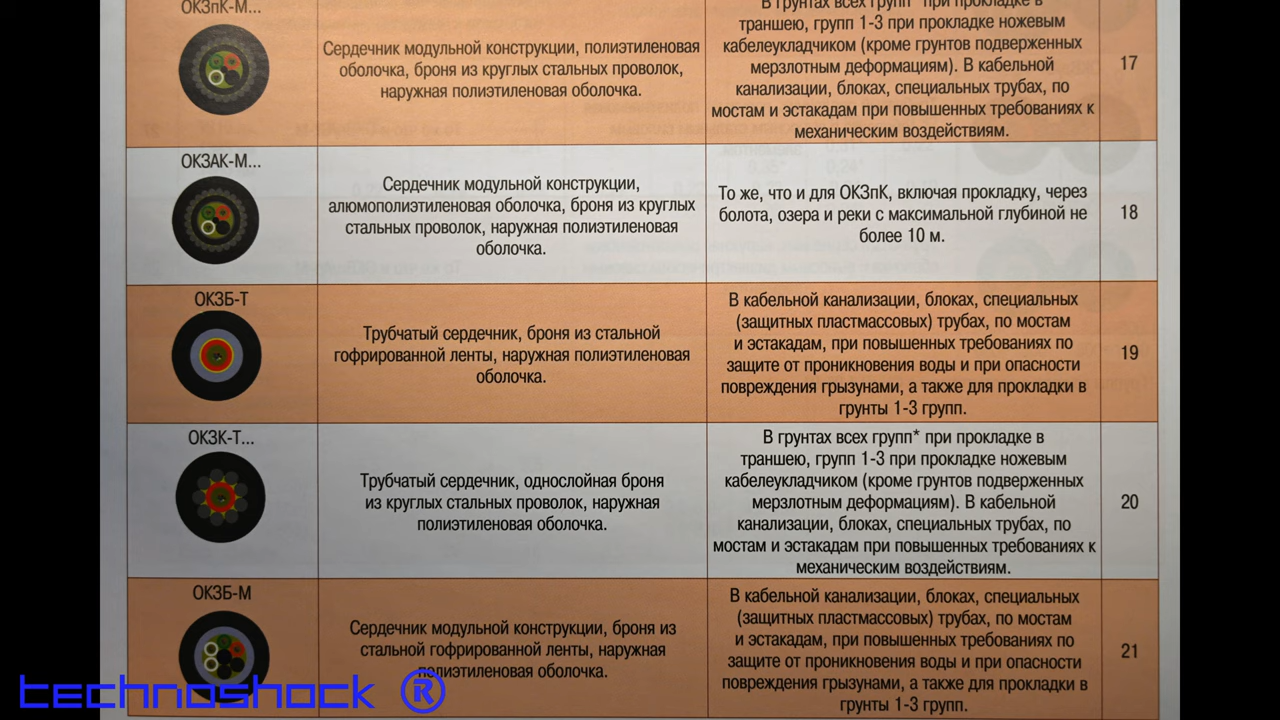 ОКЗпК-М...
Сердечник модульной конструкции, полиэтиленовая
оболочка, броня из круглых стальных проволок,
наружная полиэтиленовая оболочка.
В грунтах всех групп* при прокладке в
траншею, групп 1-3 при прокладке ножевым
кабелеукладчиком (кроме грунтов подверженных
мерзлотным деформациям). В кабельной
канализации, блоках, специальных трубах, по
мостам и эстакадам при повышенных требованиях к
механическим воздействиям.
17
ОКЗАК-М...
Сердечник модульной конструкции,
алюмополиэтиленовая оболочка, броня из круглых
стальных проволок, наружная полиэтиленовая
оболочка.
То же, что и для ОКЗпК, включая прокладку, через
болота, озера и реки с максимальной глубиной не
более 10 м.
18
ОКЗБ-Т
Трубчатый сердечник, броня из стальной
гофрированной ленты, наружная полиэтиленовая
оболочка.
В кабельной канализации, блоках, специальных
(защитных пластмассовых) трубах, по мостам
и эстакадам, при повышенных требованиях по
защите от проникновения воды и при опасности
повреждения грызунами, а также для прокладки в
грунты 1-3 групп.
19
ОКЗК-Т...
Трубчатый сердечник, однослойная броня
из круглых стальных проволок, наружная
полиэтиленовая оболочка.
В грунтах всех групп* при прокладке в
траншею, групп 1-3 при прокладке ножевым
кабелеукладчиком (кроме грунтов подверженных
мерзлотным деформациям). В кабельной
канализации, блоках, специальных трубах, по
мостам и эстакадам при повышенных требованиях к
механическим воздействиям.
20
ОКЗБ-М
Сердечник модульной конструкции, броня из
стальной гофрированной ленты, наружная
полиэтиленовая оболочка.
В кабельной канализации, блоках, специальных
(защитных пластмассовых) трубах, по мостам
и эстакадам, при повышенных требованиях по
защите от проникновения воды и при опасности
повреждения грызунами, а также для прокладки в
грунты 1-3 групп.
21
technoshock ®